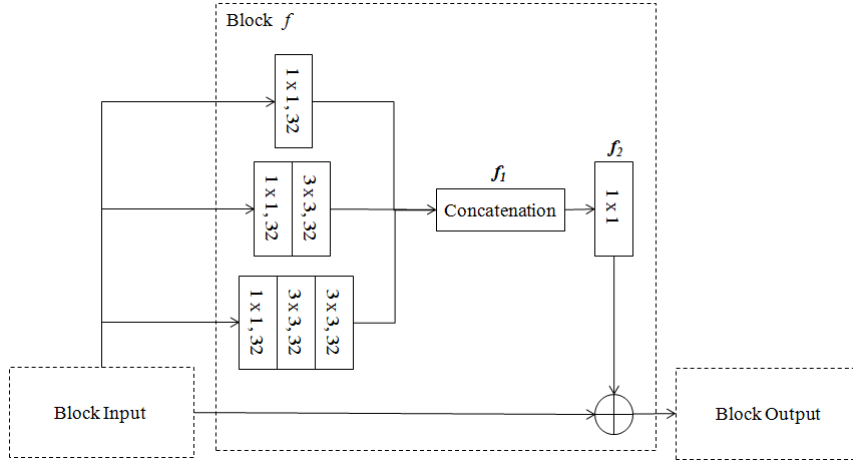 Block f
1 x 1, 32
1 x 1, 32
3 x 3, 32
1 x 1, 32
3 x 3, 32
3 x 3, 32
f1
Concatenation
f2
1 x 1
Block Input
Block Output